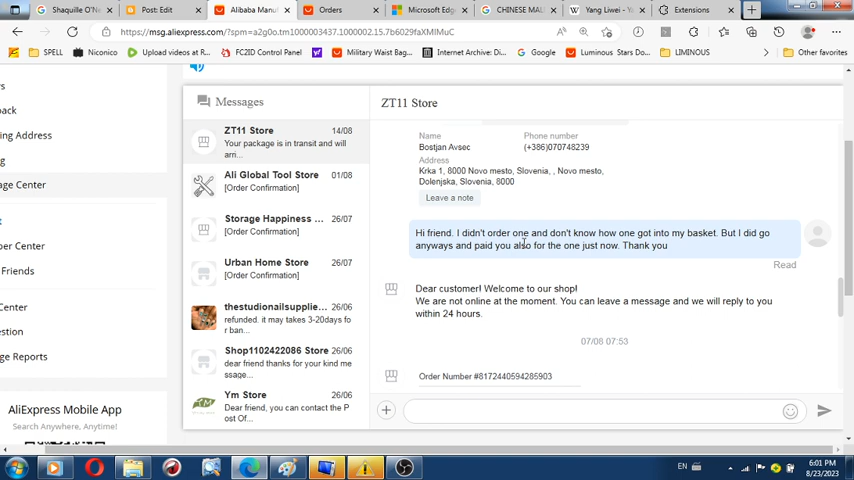 Shaquille O'Ne
Post: Edit
Alibaba Manuf
Orders
Microsoft Edg
CHINESE MAL
Yang Liwei - Y
Extensions
https://msg.aliexpress.com/?spm=a2g0o.tm1000003437.1000002.15.7b6029faXMIMuC
SPELL
Niconico
Upload videos at R...
FC2ID Control Panel
Military Waist Bag...
Internet Archive: Di...
Google
Luminous Stars Do...
LIMINOUS
Other favorites
Messages
ZT11 Store
ZT11 Store 14/08
Your package is in transit and will
arri...
Ali Global Tool Store 01/08
[Order Confirmation]
Storage Happiness ... 26/07
[Order Confirmation]
Urban Home Store 26/07
[Order Confirmation]
thestudionailsupplie... 26/06
refunded. it may takes 3-20days fo
r ban...
Shop1102422086 Store 26/06
dear friend thanks for your kind me
ssage...
Ym Store 26/06
Dear friend, you can contact the P
ost Of...
Name Phone number
Bostjan Avsec (+386)070748239
Address
Krka 1, 8000 Novo mesto, Slovenia, , Novo mesto,
Dolenjska, Slovenia, 8000
Leave a note
Hi friend. I didn't order one and don't know how one got into my basket. But I did go
anyways and paid you also for the one just now. Thank you
Read
Dear customer! Welcome to our shop!
We are not online at the moment. You can leave a message and we will reply to you
within 24 hours.
07/08 07:53
Order Number #8172440594285903
s
back
ing Address
g
age Center
t
er Center
Friends
Center
estion
ge Reports
AliExpress Mobile App
Search Anywhere, Anytime!
EN
6:01 PM
8/23/2023